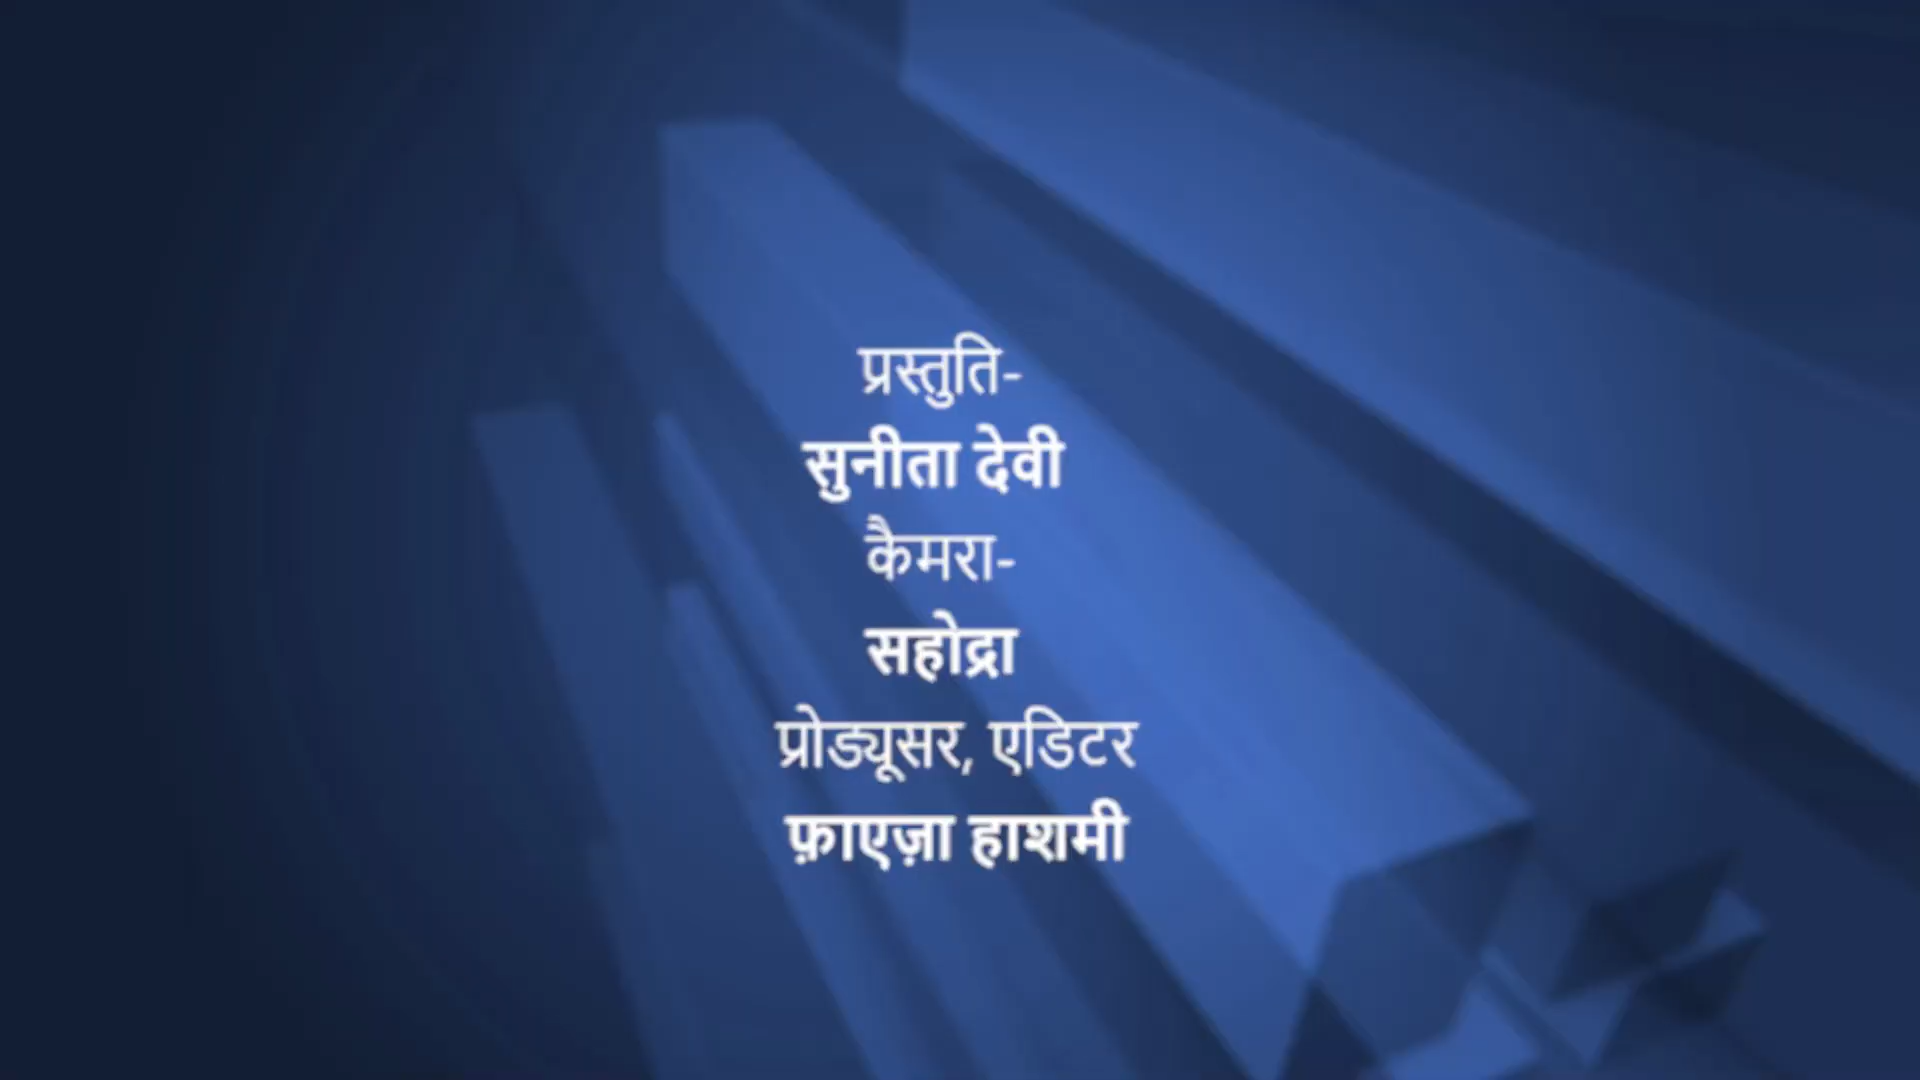 प्रस्तुति-
सुनीता देवी
कैमरा-
सहोद्रा
प्रोड्यूसर, एडिटर
फ़ाएज़ा हाशमी